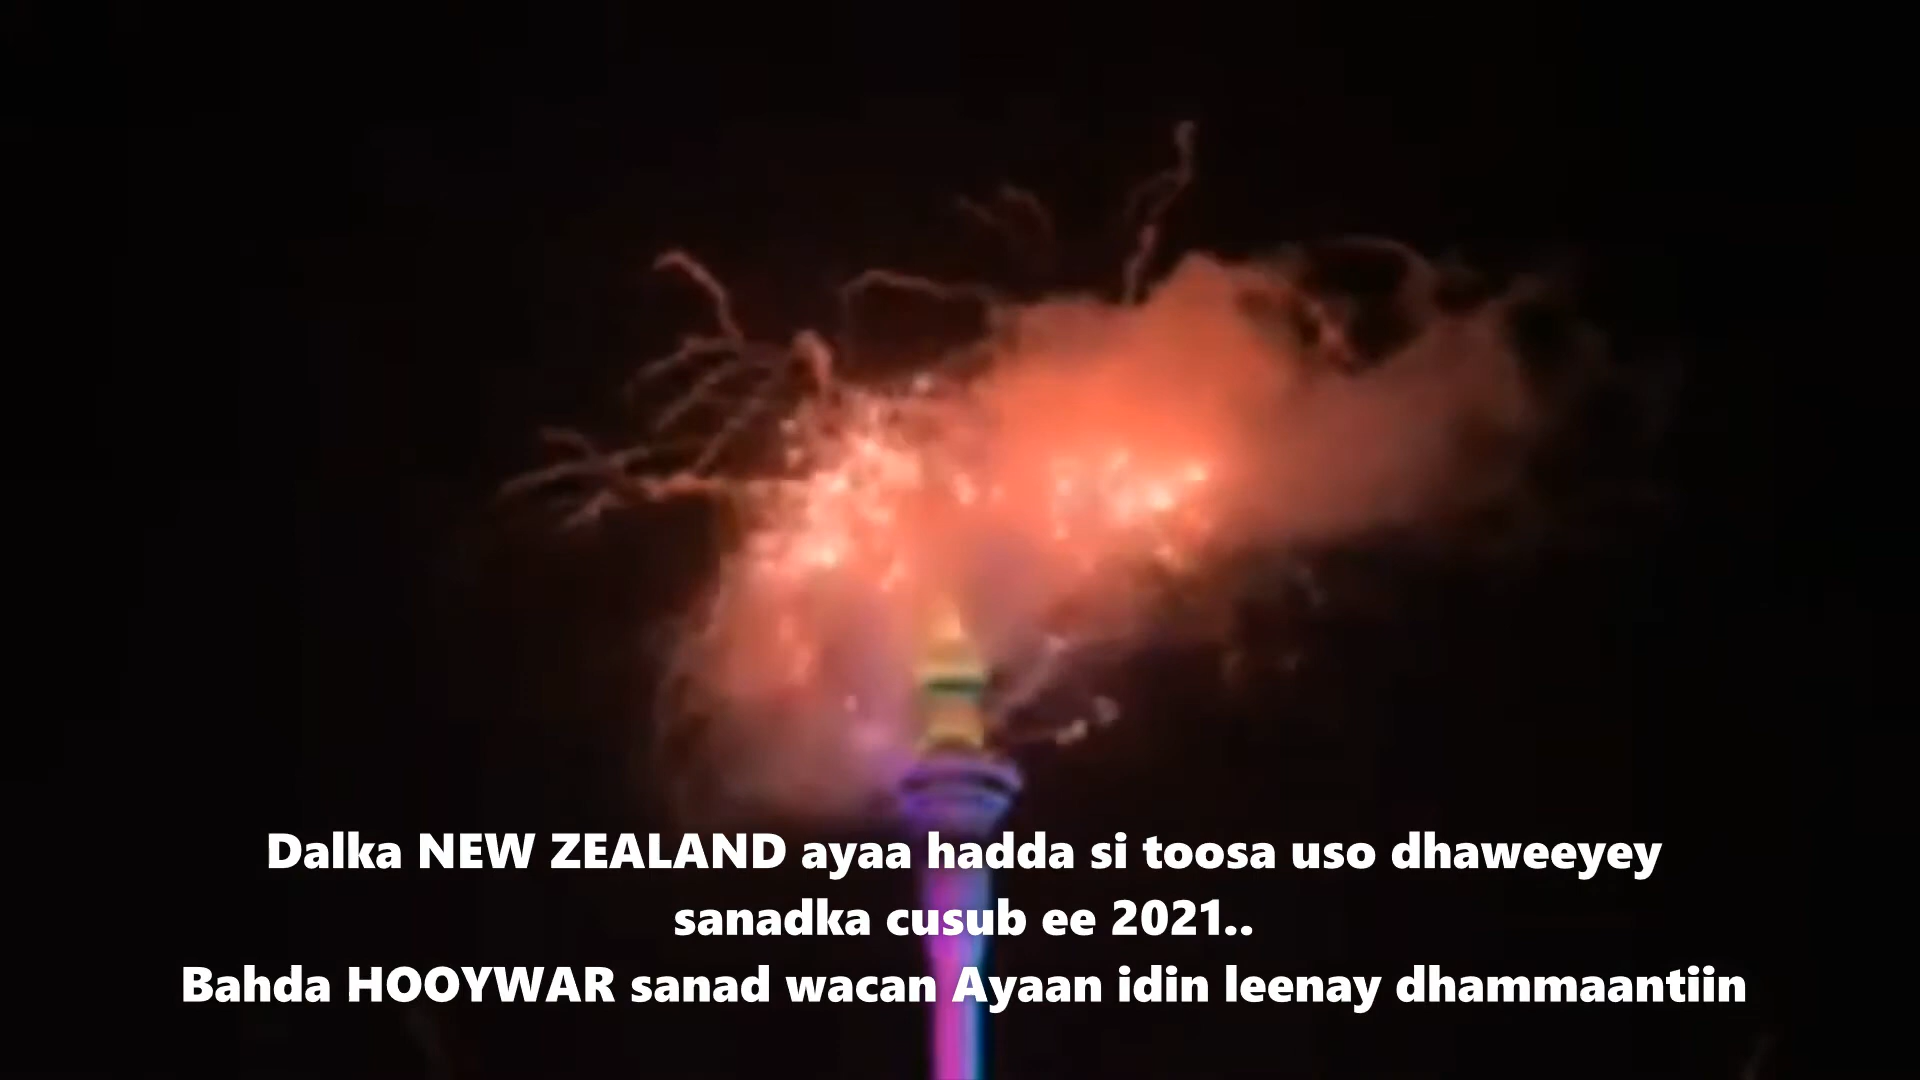 Dalka NEW ZEALAND ayaa hadda si toosa uso dhaweeyey
sanadka cusub ee 2021..
Bahda HOOYWAR sanad wacan Ayaan idin leenay dhammaantiin